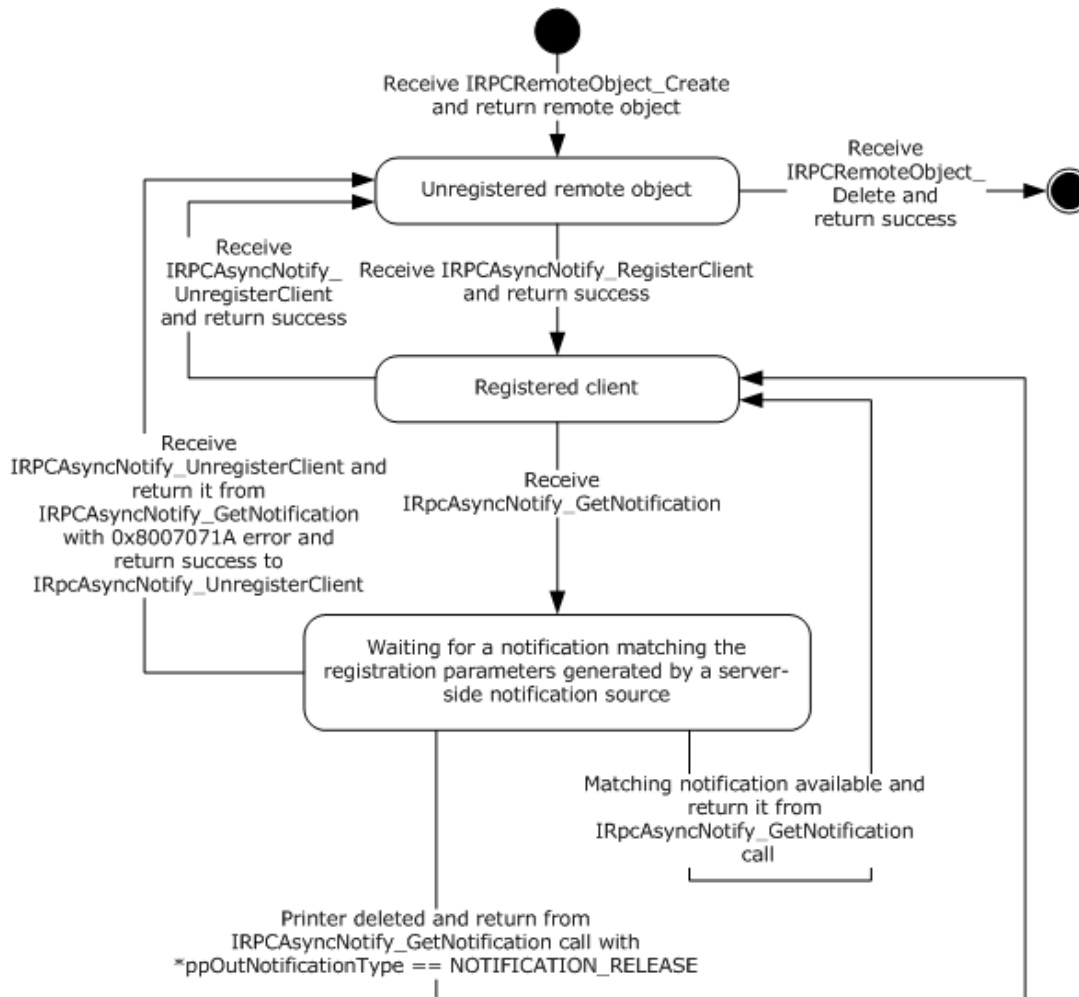 Receive IRPCRemoteObject_Create
and return remote object
Unregistered remote object
Receive
IRPCRemoteObject_
Delete and
return success
Receive
IRPCAsyncNotify_
UnregisterClient
and return success
Receive IRPCAsyncNotify_RegisterClient
and return success
Registered client
Receive
IRPCAsyncNotify_UnregisterClient and
return it from
IRPCAsyncNotify_GetNotification
with 0x8007071A error and
return success to
IRpcAsyncNotify_UnregisterClient
Receive
IRpcAsyncNotify_GetNotification
Waiting for a notification matching the
registration parameters generated by a server-
side notification source
Matching notification available and
return it from
IRpcAsyncNotify_GetNotification
call
Printer deleted and return from
IRPCAsyncNotify_GetNotification call with
*ppOutNotificationType == NOTIFICATION_RELEASE